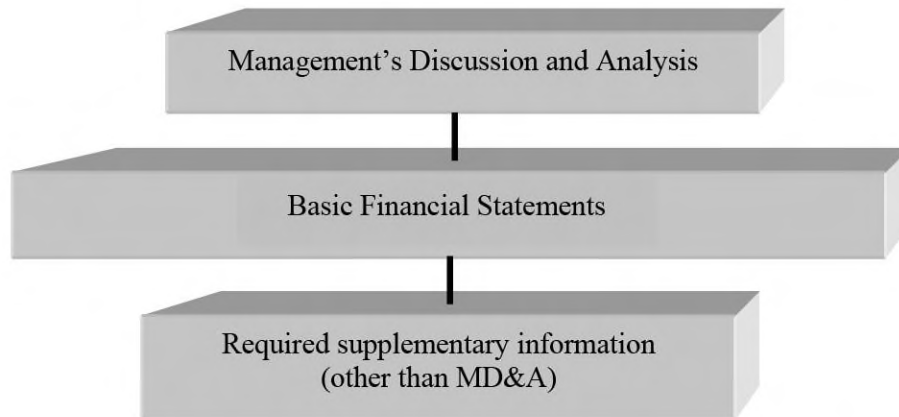 Management’s Discussion and Analysis
Basic Financial Statements
Required supplementary information
(other than MD&A)